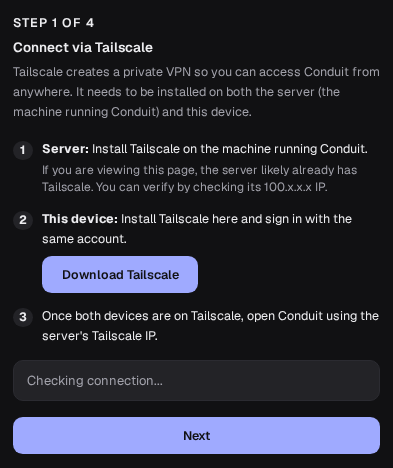 STEP 1 OF 4
Connect via Tailscale
Tailscale creates a private VPN so you can access Conduit from
anywhere. It needs to be installed on both the server (the
machine running Conduit) and this device.
1 Server: Install Tailscale on the machine running Conduit.
If you are viewing this page, the server likely already has
Tailscale. You can verify by checking its 100.x.x.x IP.
2 This device: Install Tailscale here and sign in with the
same account.
Download Tailscale
3 Once both devices are on Tailscale, open Conduit using the
server's Tailscale IP.
Checking connection...
Next